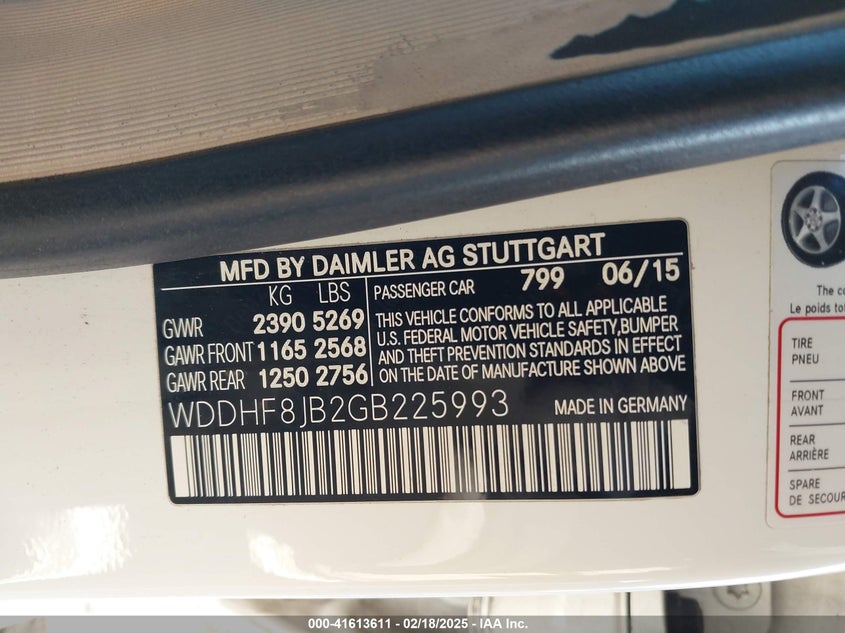 MFD BY DAIMLER AG STUTTGART
KG LBS
PASSENGER CAR 799 06/15
GVWR 2390 5269
GAWR FRONT 1165 2568
GAWR REAR 1250 2756
THIS VEHICLE CONFORMS TO ALL APPLICABLE
U.S. FEDERAL MOTOR VEHICLE SAFETY,BUMPER
AND THEFT PREVENTION STANDARDS IN EFFECT
ON THE DATE OF MANUFACTURE SHOWN ABOVE
WDDHF8JB2GB225993
MADE IN GERMANY
The
Le poids
TIRE
PNEU
FRONT
AVANT
REAR
ARRIÈRE
SPARE
DE
000-41613611 - 02/18/2025 - IAA Inc.